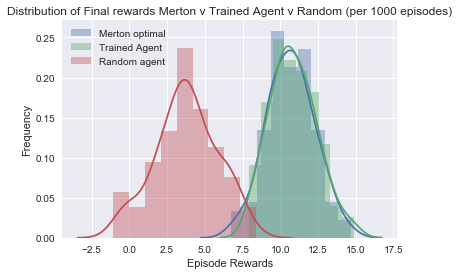 Distribution of Final rewards Merton v Trained Agent v Random (per 1000 episodes)
Merton optimal
Trained Agent
Random agent
Frequency
0.25
0.20
0.15
0.10
0.05
0.00
−2.5 0.0 2.5 5.0 7.5 10.0 12.5 15.0 17.5
Episode Rewards